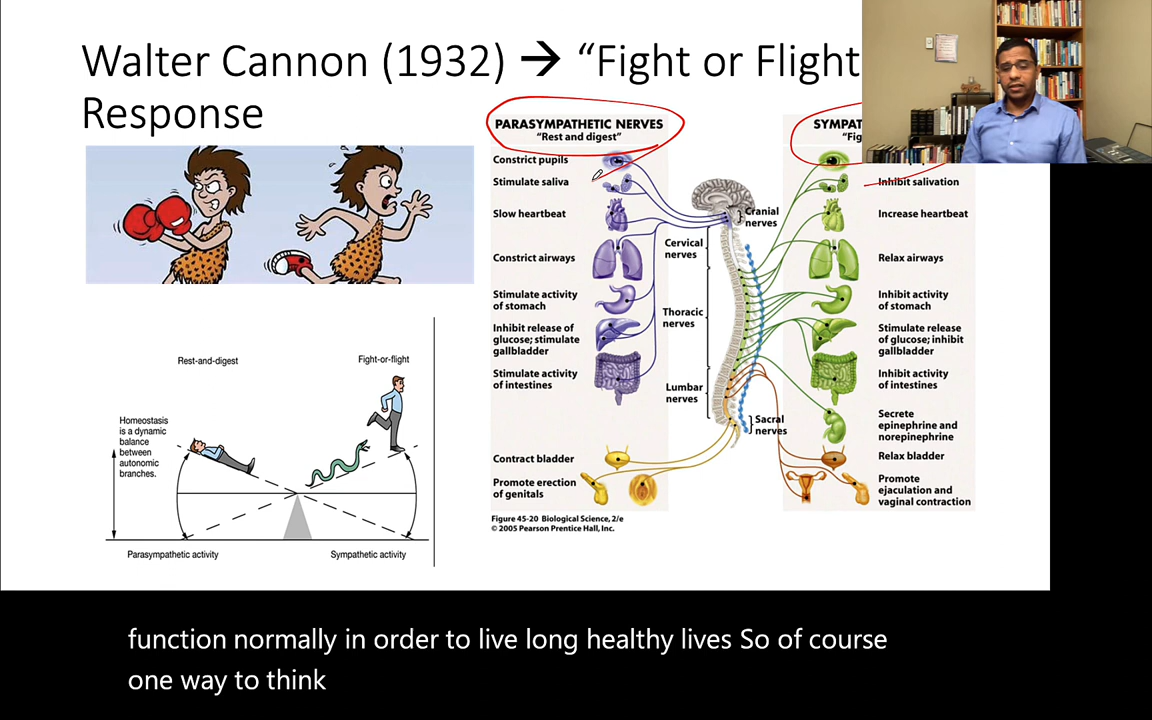 Walter Cannon (1932) → “Fight or Flight
Response
PARASYMPATHETIC NERVES
“Rest and digest”
Constrict pupils
Stimulate saliva
Slow heartbeat
Constrict airways
Stimulate activity
of stomach
Inhibit release of
glucose; stimulate
gallbladder
Stimulate activity
of intestines
Contract bladder
Promote erection
of genitals
Cranial
nerves
Cervical
nerves
Thoracic
nerves
Lumbar
nerves
Sacral
nerves
SYMPAT
“Fig
Inhibit salivation
Increase heartbeat
Relax airways
Inhibit activity
of stomach
Stimulate release
of glucose; inhibit
gallbladder
Inhibit activity
of intestines
Secrete
epinephrine and
norepinephrine
Relax bladder
Promote
ejaculation and
vaginal contraction
Figure 45-20 Biological Science, 2/e
© 2005 Pearson Prentice Hall, Inc.
Rest-and-digest
Fight-or-flight
Homeostasis
is a dynamic
balance
between
autonomic
branches.
Parasympathetic activity
Sympathetic activity
function normally in order to live long healthy lives So of course
one way to think